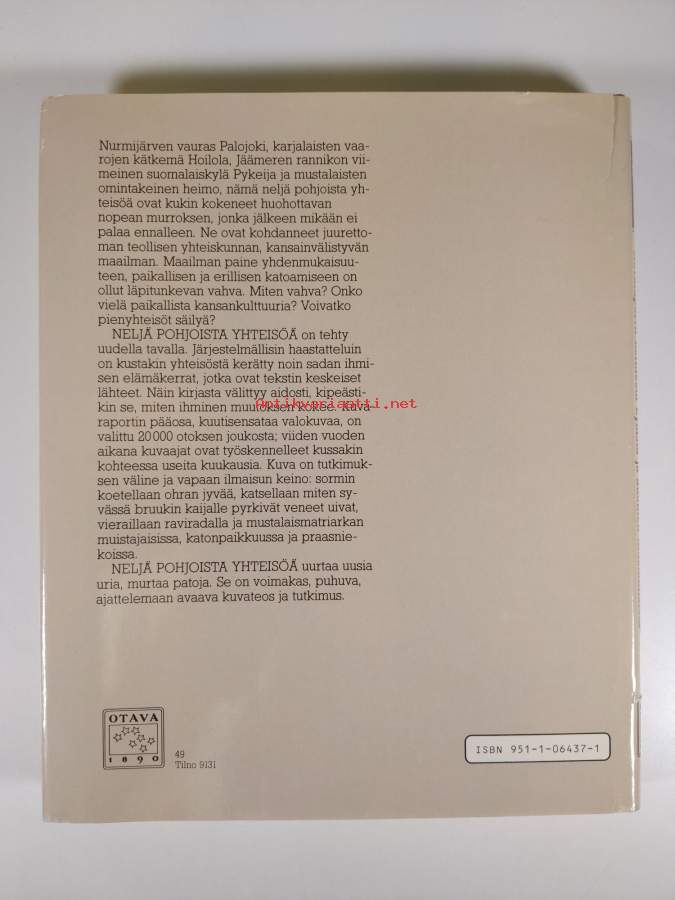 Nurmijärven vauras Palojoki, karjalaisten vaa-
rojen kätkemä Hoilola, Jäämeren rannikon vii-
meinen suomalaiskylä Pykeija ja mustalaisten
omintakeinen heimo, nämä neljä pohjoista yh-
teisöä ovat kukin kokeneet huohottavan
nopean murroksen, jonka jälkeen mikään ei
palaa ennalleen. Ne ovat kohdanneet juuretto-
man teollisen yhteiskunnan, kansainvälistyvän
maailman. Maailman paine yhdenmukaisuu-
teen, paikallisen ja erillisen katoamiseen on
ollut läpitunkevan vahva. Miten vahva? Onko
vielä paikallista kansankulttuuria? Voivatko
pienyhteisöt säilyä?
NELJÄ POHJOISTA YHTEISÖÄ on tehty
uudella tavalla. Järjestelmällisin haastatteluin
on kustakin yhteisöstä kerätty noin sadan ihmi-
sen elämäkerrat, jotka ovat tekstin keskeiset
lähteet. Näin kirjasta välittyy aidosti, kipeästi-
kin se, miten ihminen muutoksen kokee. Kuva-
Antikvariantti.net
raportin pääosa, kuutisensataa valokuvaa, on
valittu 20 000 otoksen joukosta; viiden vuoden
aikana kuvaajat ovat työskennelleet kussakin
kohteessa useita kuukausia. Kuva on tutkimuk-
sen väline ja vapaan ilmaisun keino: sormin
koetellaan ohran jyvää, katsellaan miten sy-
vässä bruukin kaijalle pyrkivät veneet uivat,
vieraillaan raviradalla ja mustalaismatriarkan
muistajaisissa, katonpaikkuussa ja praasnie-
koissa.
NELJÄ POHJOISTA YHTEISÖÄ uurtaa uusia
uria, murtaa patoja. Se on voimakas, puhuva,
ajattelemaan avaava kuvateos ja tutkimus.
OTAVA
1890
49
Tilno 9131
ISBN 951-1-06437-1